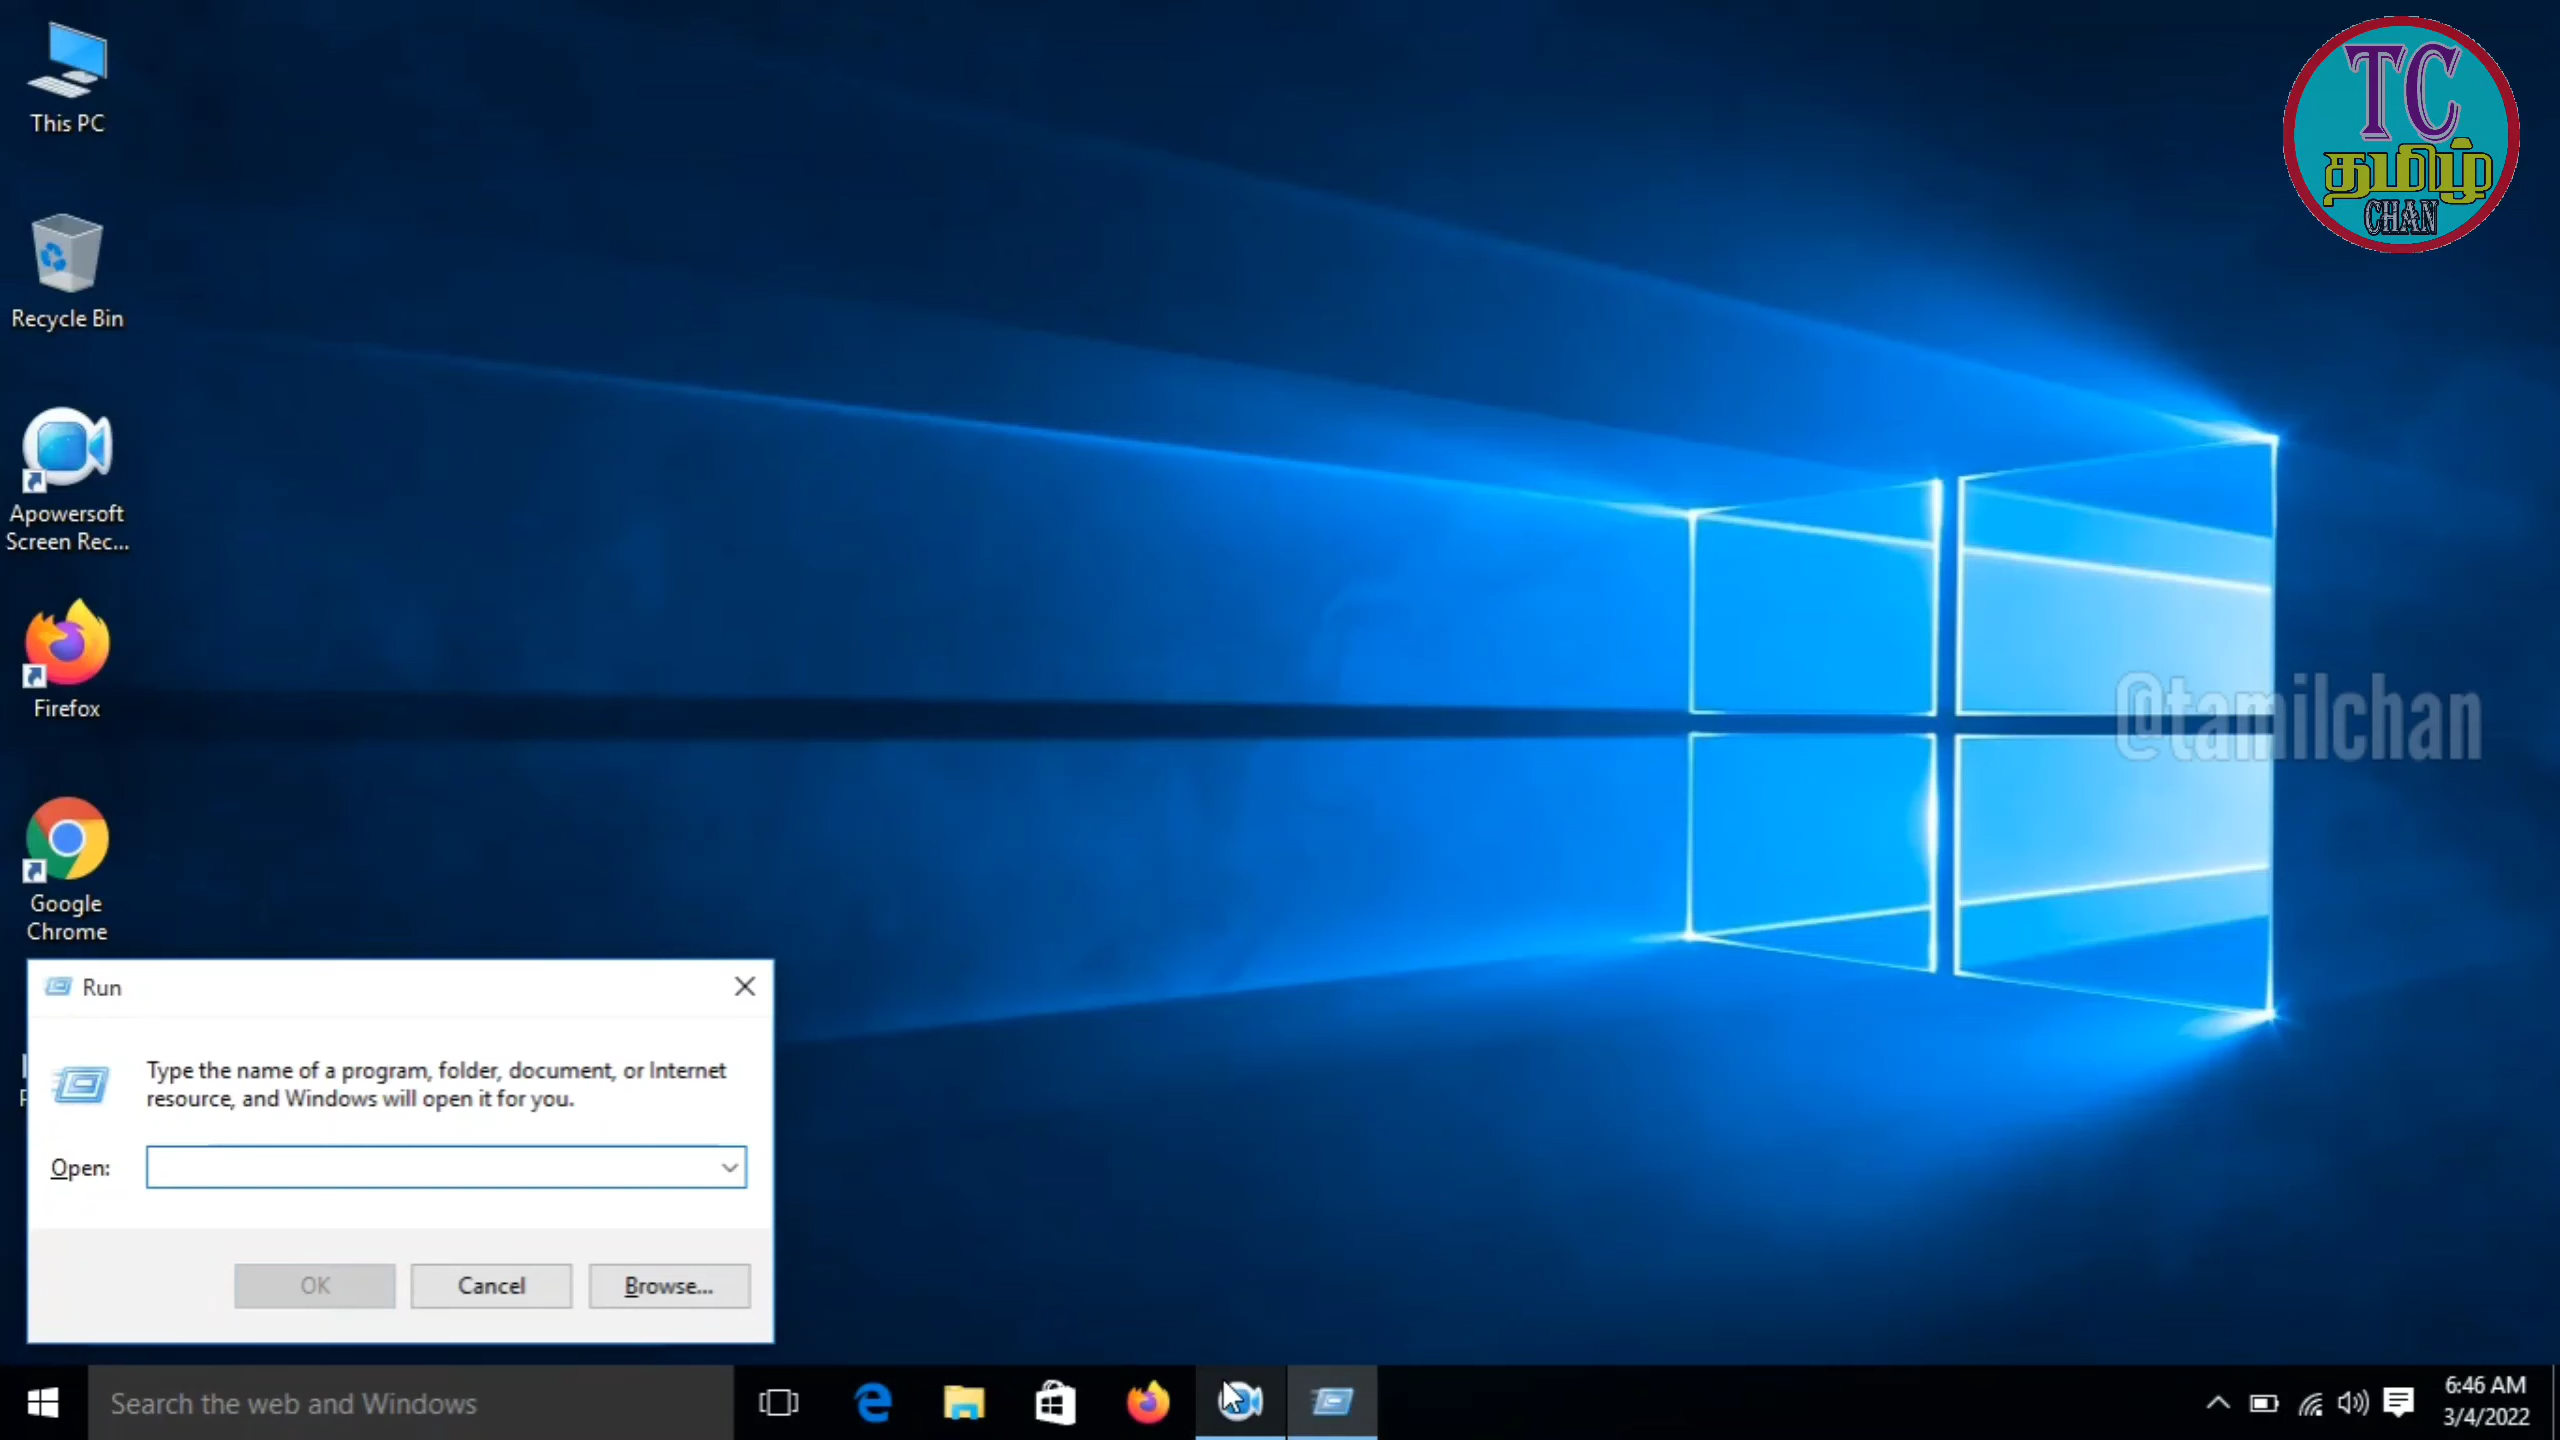 This PC
Recycle Bin
Apowersoft
Screen Rec...
Firefox
Google
Chrome
TC
தமிழ்
CHAN
@tamilchan
Run
Type the name of a program, folder, document, or Internet
resource, and Windows will open it for you.
Open:
OK
Cancel
Browse...
Search the web and Windows
6:46 AM
3/4/2022